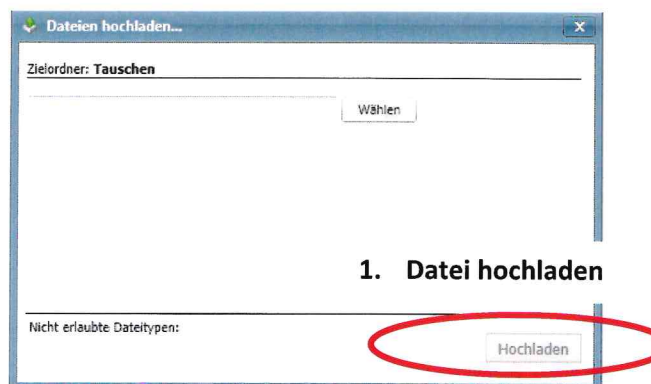 Dateien hochladen...
x
Zielordner: Tauschen
Wählen
1. Datei hochladen
Nicht erlaubte Dateitypen:
Hochladen